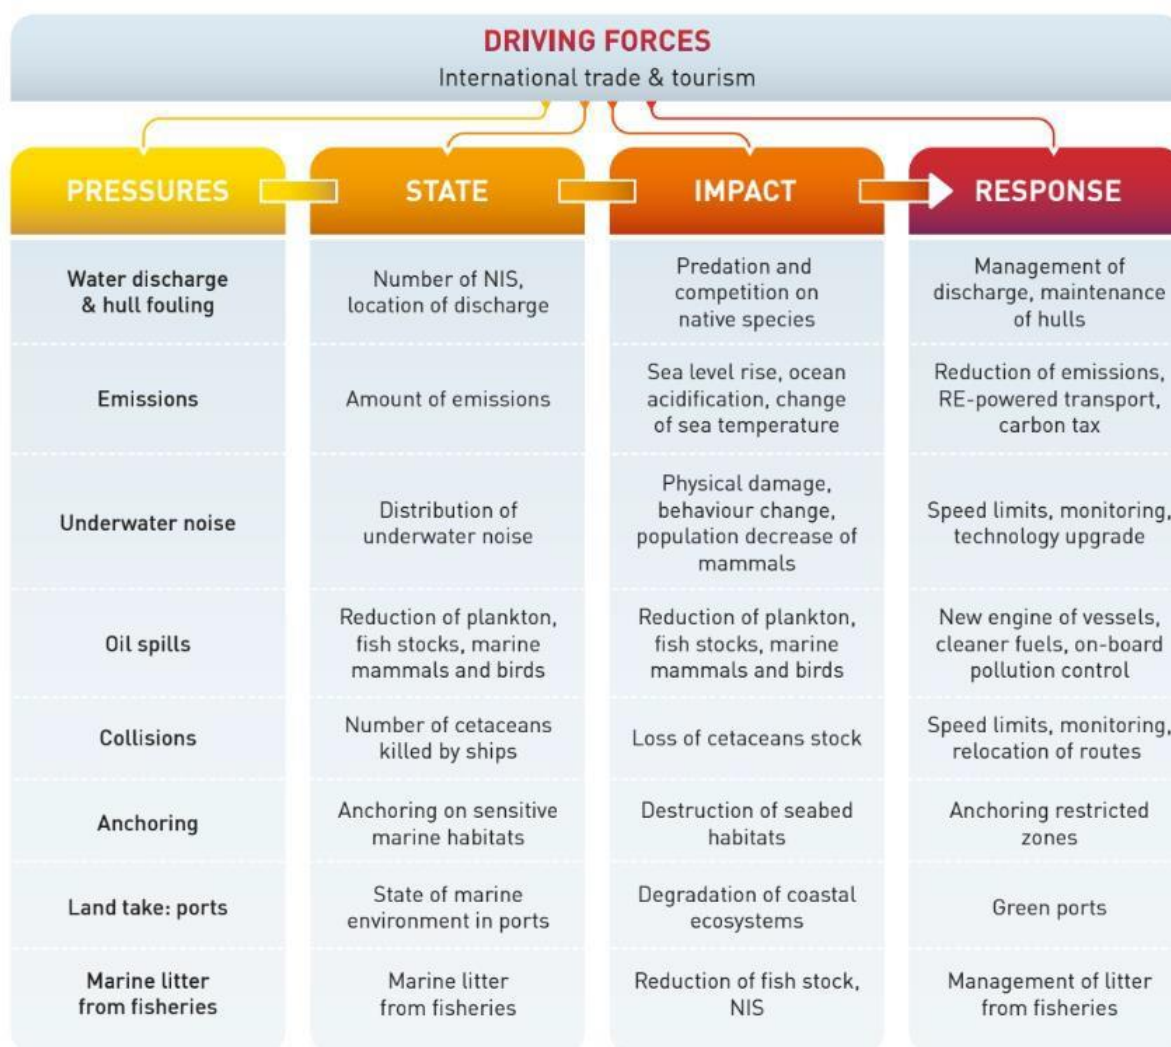 DRIVING FORCES
International trade & tourism
PRESSURES
STATE
IMPACT
RESPONSE
Water discharge
& hull fouling
Number of NIS,
location of discharge
Predation and
competition on
native species
Management of
discharge, maintenance
of hulls
Emissions
Amount of emissions
Sea level rise, ocean
acidification, change
of sea temperature
Reduction of emissions,
RE-powered transport,
carbon tax
Underwater noise
Distribution of
underwater noise
Physical damage,
behaviour change,
population decrease of
mammals
Speed limits, monitoring,
technology upgrade
Oil spills
Reduction of plankton,
fish stocks, marine
mammals and birds
Reduction of plankton,
fish stocks, marine
mammals and birds
New engine of vessels,
cleaner fuels, on-board
pollution control
Collisions
Number of cetaceans
killed by ships
Loss of cetaceans stock
Speed limits, monitoring,
relocation of routes
Anchoring
Anchoring on sensitive
marine habitats
Destruction of seabed
habitats
Anchoring restricted
zones
Land take: ports
State of marine
environment in ports
Degradation of coastal
ecosystems
Green ports
Marine litter
from fisheries
Marine litter
from fisheries
Reduction of fish stock,
NIS
Management of litter
from fisheries